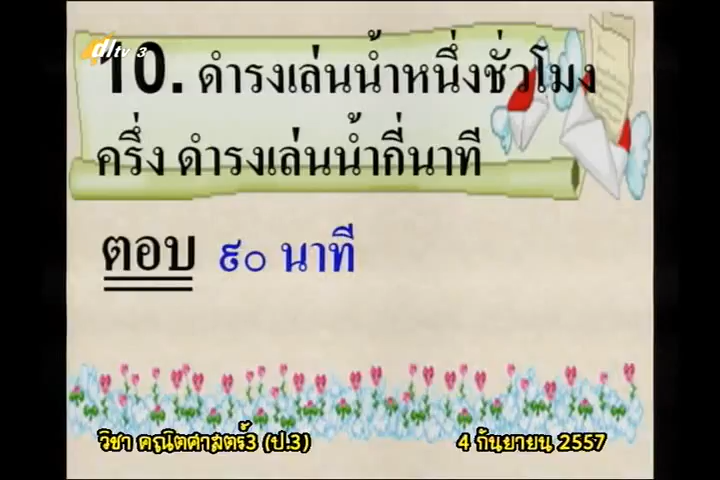 dltv 3
10. ดำรงเล่นน้ำหนึ่งชั่วโมง
ครึ่ง ดำรงเล่นน้ำกี่นาที
ตอบ ๙๐ นาที
วิชา คณิตศาสตร์3 (ป.3) 4 กันยายน 2557